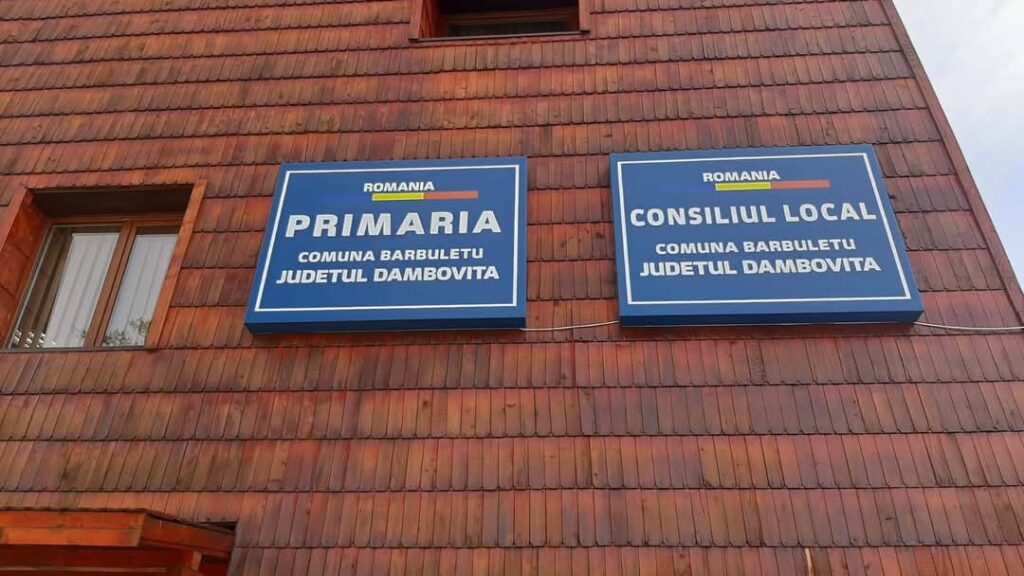 ROMANIA
PRIMARIA
COMUNA BARBULETU
JUDETUL DAMBOVITA
ROMANIA
CONSILIUL LOCAL
COMUNA BARBULETU
JUDETUL DAMBOVITA